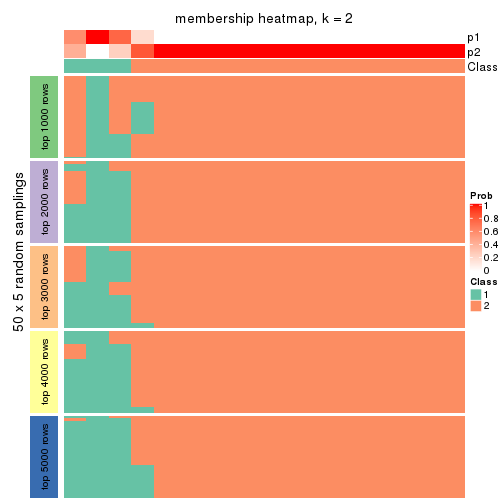 membership heatmap, k = 2
p1
p2
Class
50 x 5 random samplings
top 1000 rows
top 2000 rows
top 3000 rows
top 4000 rows
top 5000 rows
Prob
1
0.8
0.6
0.4
0.2
0
Class
1
2